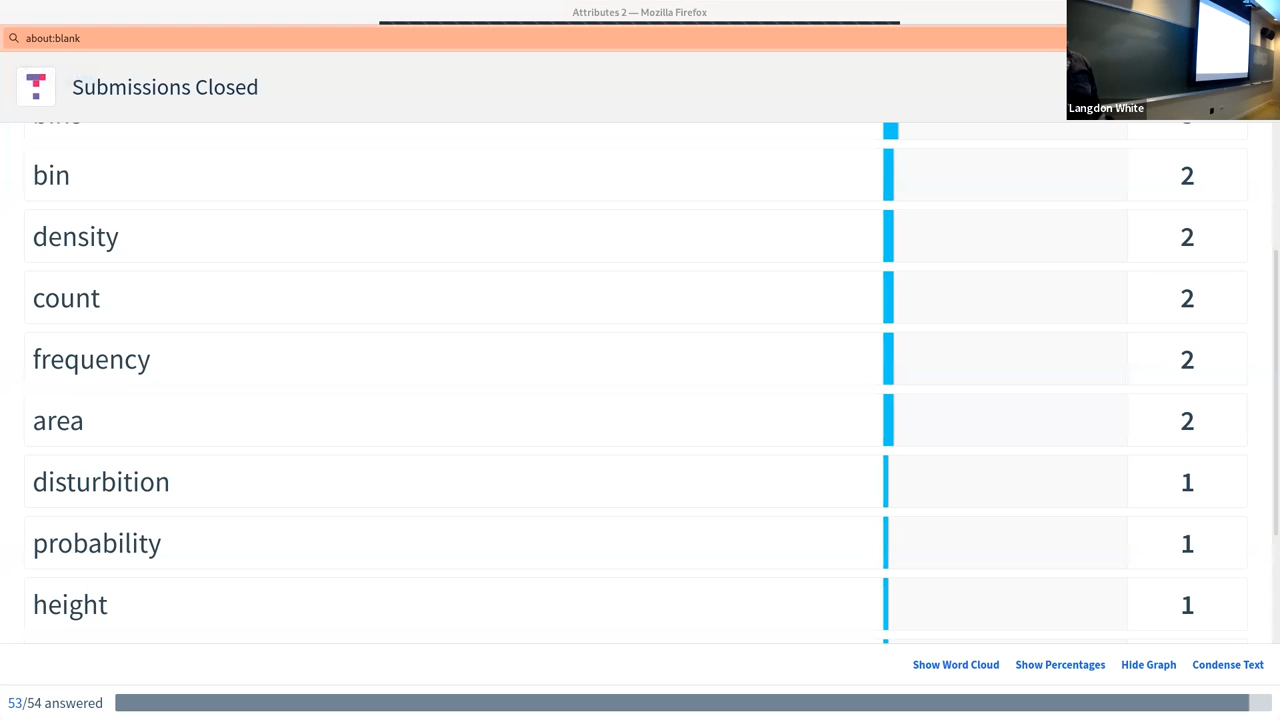 Attributes 2 — Mozilla Firefox
about:blank
Submissions Closed
Langdon White
bin 2
density 2
count 2
frequency 2
area 2
disturbition 1
probability 1
height 1
Show Word Cloud Show Percentages Hide Graph Condense Text
53/54 answered